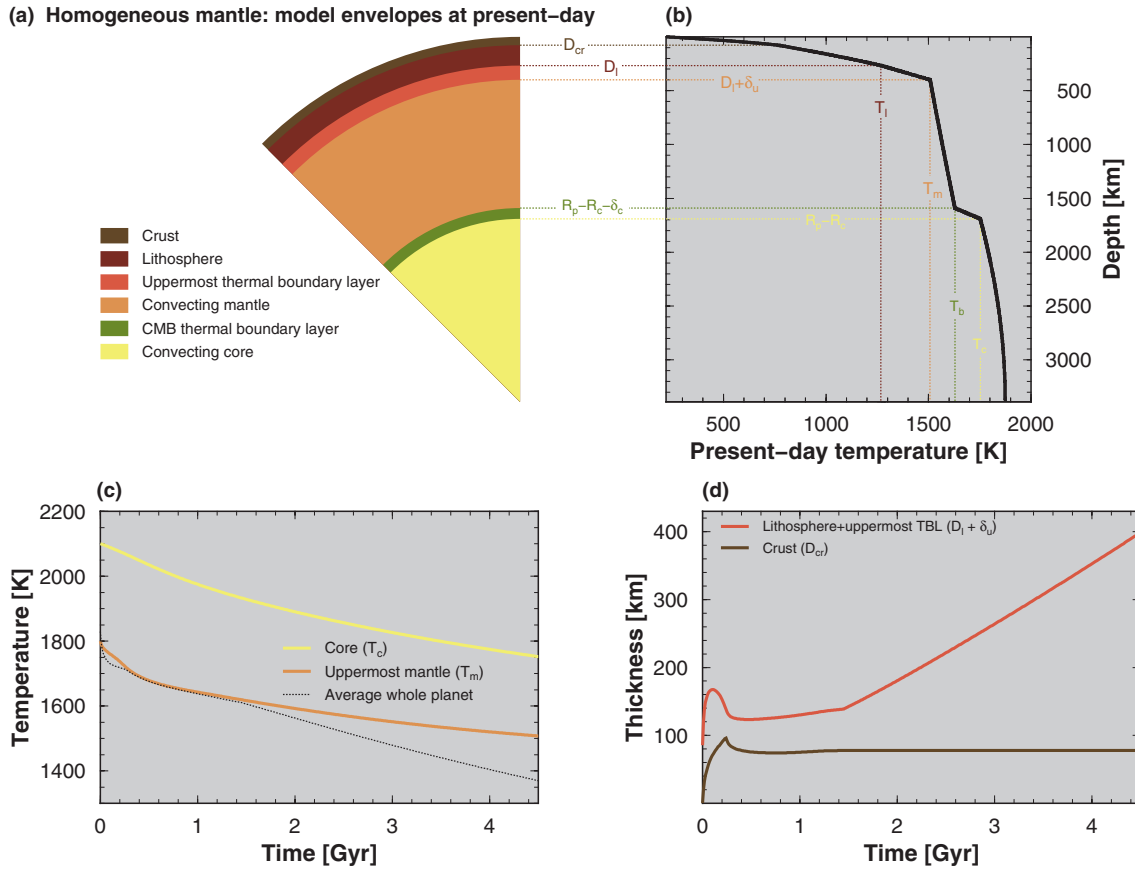 (a) Homogeneous mantle: model envelopes at present−day
(b)
D_cr
D_l
D_l+δ_u
T_l
T_m
R_p−R_c−δ_c
R_p−R_c
T_b
T_c
Crust
Lithosphere
Uppermost thermal boundary layer
Convecting mantle
CMB thermal boundary layer
Convecting core
500
1000
1500
2000
2500
3000
Depth [km]
500 1000 1500 2000
Present−day temperature [K]
(c)
2200
2000
1800
1600
1400
Temperature [K]
Core (T_c)
Uppermost mantle (T_m)
Average whole planet
0 1 2 3 4
Time [Gyr]
(d)
400
300
200
100
Thickness [km]
Lithosphere+uppermost TBL (D_l + δ_u)
Crust (D_cr)
0 1 2 3 4
Time [Gyr]